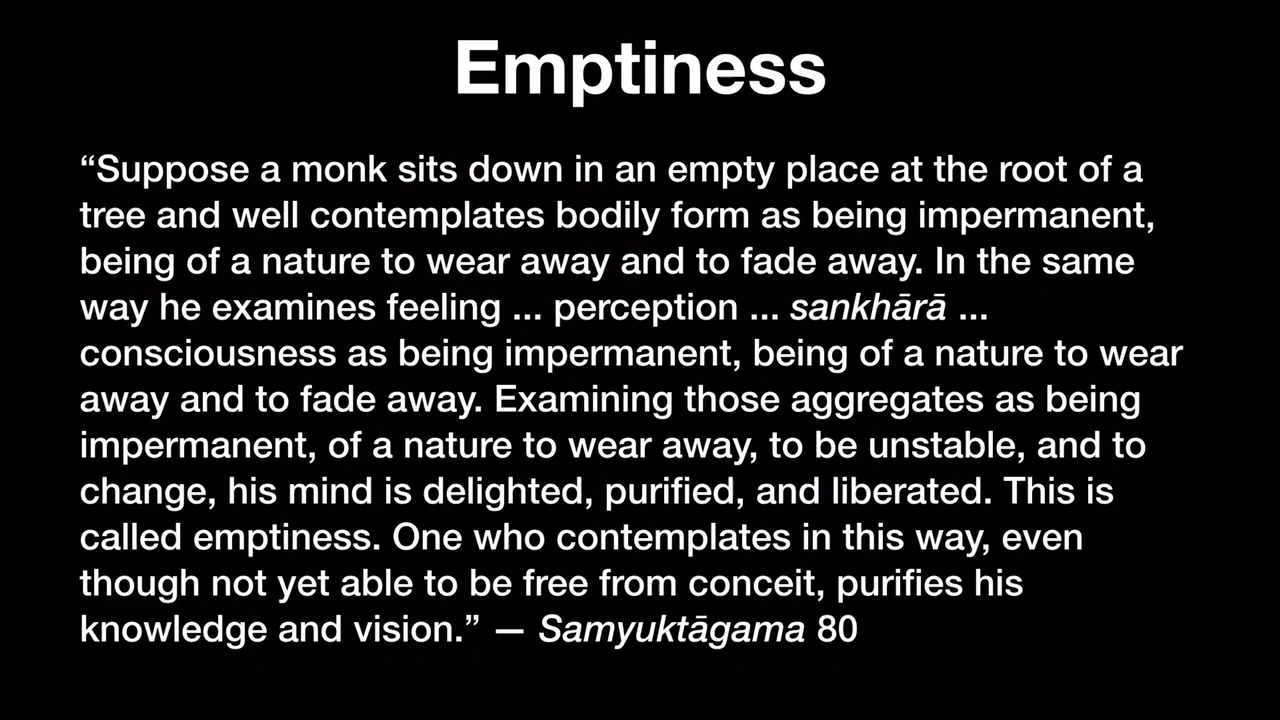 Emptiness
“Suppose a monk sits down in an empty place at the root of a
tree and well contemplates bodily form as being impermanent,
being of a nature to wear away and to fade away. In the same
way he examines feeling ... perception ... sankhārā ...
consciousness as being impermanent, being of a nature to wear
away and to fade away. Examining those aggregates as being
impermanent, of a nature to wear away, to be unstable, and to
change, his mind is delighted, purified, and liberated. This is
called emptiness. One who contemplates in this way, even
though not yet able to be free from conceit, purifies his
knowledge and vision.” — Samyuktāgama 80